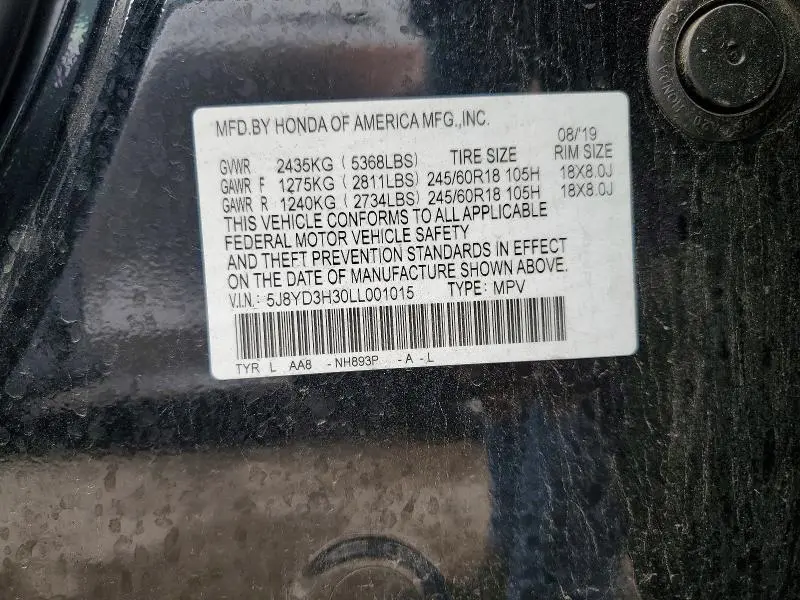 MFD.BY HONDA OF AMERICA MFG.,INC.
08/'19
GVWR 2435KG ( 5368LBS) TIRE SIZE RIM SIZE
GAWR F 1275KG ( 2811LBS) 245/60R18 105H 18X8.0J
GAWR R 1240KG ( 2734LBS) 245/60R18 105H 18X8.0J
THIS VEHICLE CONFORMS TO ALL APPLICABLE
FEDERAL MOTOR VEHICLE SAFETY
AND THEFT PREVENTION STANDARDS IN EFFECT
ON THE DATE OF MANUFACTURE SHOWN ABOVE.
V.I.N.: 5J8YD3H30LL001015 TYPE: MPV
TYR L AA8 -NH893P -A -L